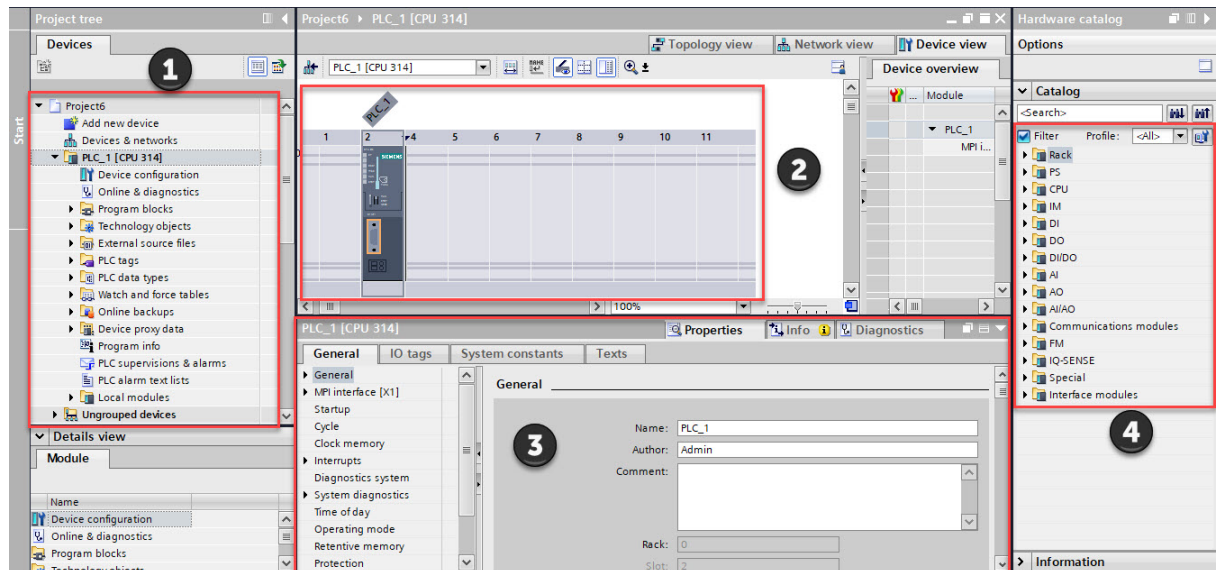 Project tree
Devices
1
Project6
Add new device
Devices & networks
PLC_1 [CPU 314]
Device configuration
Online & diagnostics
Program blocks
Technology objects
External source files
PLC tags
PLC data types
Watch and force tables
Online backups
Device proxy data
Program info
PLC supervisions & alarms
PLC alarm text lists
Local modules
Ungrouped devices
Details view
Module
Name
Device configuration
Online & diagnostics
Program blocks
Technology objects
Start
Project6 PLC_1 [CPU 314]
Topology view Network view Device view
PLC_1 [CPU 314]
PLC_1
1 2 4 5 6 7 8 9 10 11
SIEMENS
2
100%
Device overview
... Module
PLC_1
MPI i...
PLC_1 [CPU 314]
Properties Info Diagnostics
General IO tags System constants Texts
General
MPI interface [X1]
Startup
Cycle
Clock memory
Interrupts
Diagnostics system
System diagnostics
Time of day
Operating mode
Retentive memory
Protection
3
General
Name: PLC_1
Author: Admin
Comment:
Rack: 0
Slot: 2
Hardware catalog
Options
Catalog
<Search>
Filter Profile: <All>
Rack
PS
CPU
IM
DI
DO
DI/DO
AI
AO
AI/AO
Communications modules
FM
IQ-SENSE
Special
Interface modules
4
Information